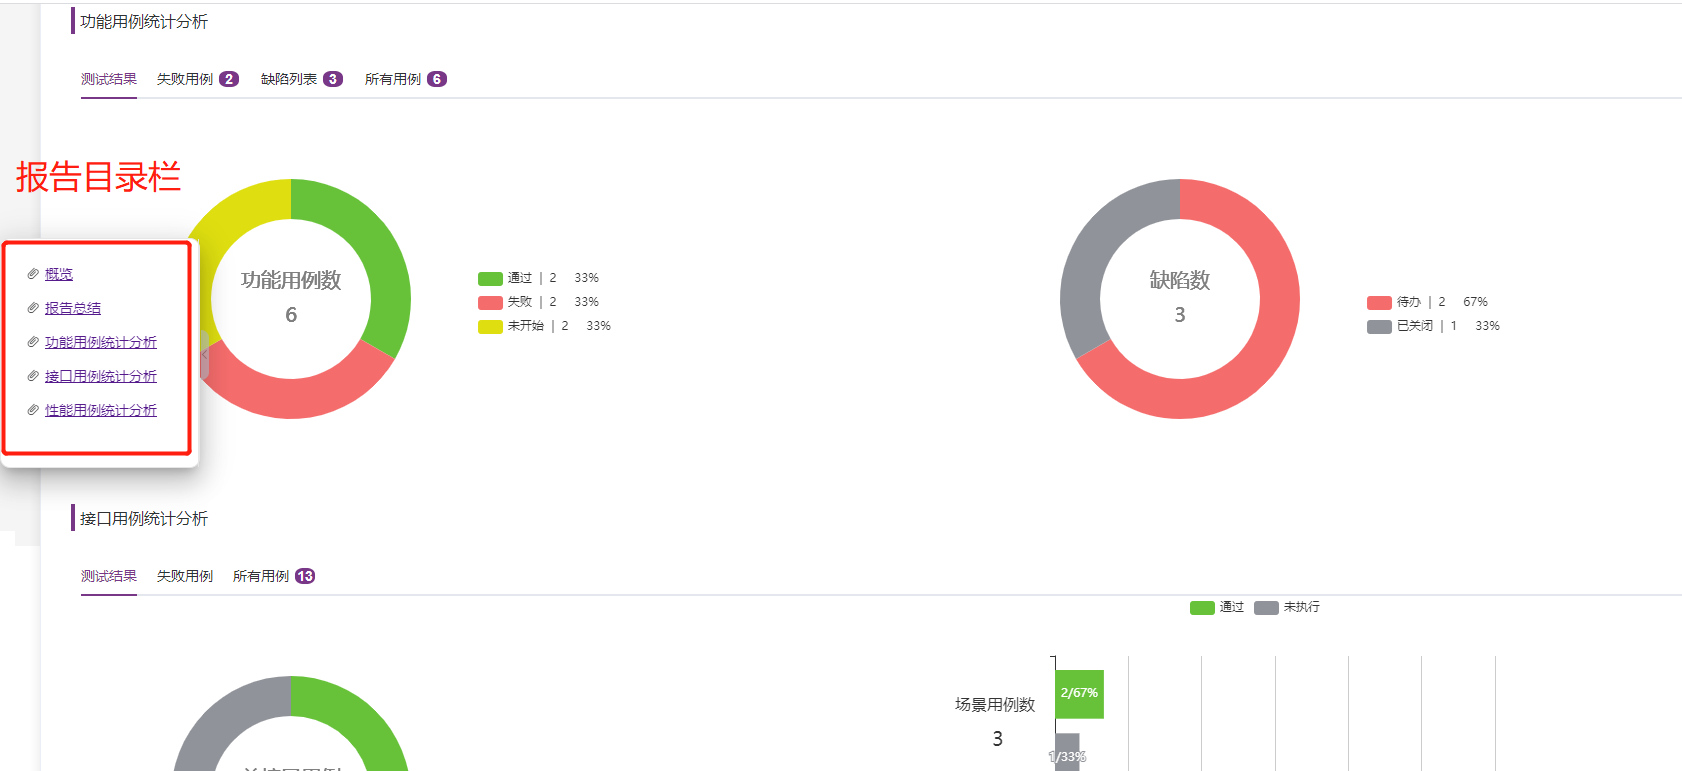 功能用例统计分析
测试结果 失败用例 2 缺陷列表 3 所有用例 6
报告目录栏
概览
报告总结
功能用例统计分析
接口用例统计分析
性能用例统计分析
功能用例数
6
通过 | 2 33%
失败 | 2 33%
未开始 | 2 33%
缺陷数
3
待办 | 2 67%
已关闭 | 1 33%
接口用例统计分析
测试结果 失败用例 所有用例 13
通过 未执行
场景用例数
3
2/67%
1/33%